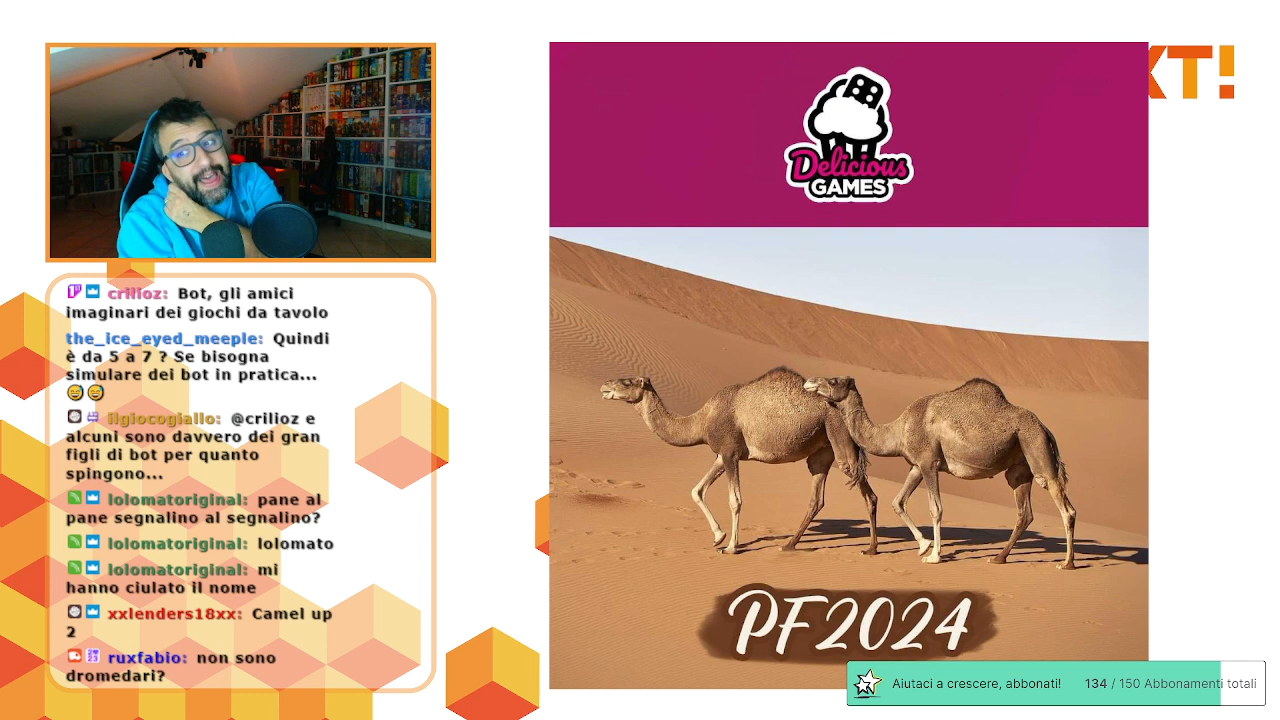 XT!
Delicious
GAMES
crilioz: Bot, gli amici
imaginari dei giochi da tavolo
the_ice_eyed_meeple: Quindi
è da 5 a 7 ? Se bisogna
simulare dei bot in pratica...
ilgiocogiallo: @crilioz e
alcuni sono davvero dei gran
figli di bot per quanto
spingono...
lolomatoriginal: pane al
pane segnalino al segnalino?
lolomatoriginal: lolomato
lolomatoriginal: mi
hanno ciulato il nome
xxlenders18xx: Camel up
2
ruxfabio: non sono
dromedari?
PF2024
7
Aiutaci a crescere, abbonati! 134 / 150 Abbonamenti totali